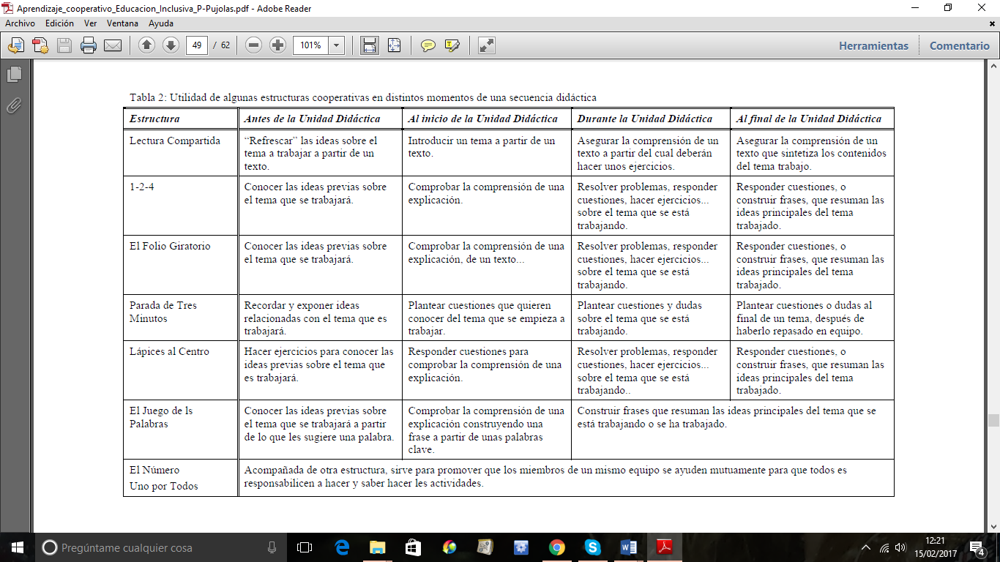 Aprendizaje_cooperativo_Educacion_Inclusiva_P-Pujolas.pdf - Adobe Reader
Archivo Edición Ver Ventana Ayuda
49 / 62 101% Herramientas Comentario
Tabla 2: Utilidad de algunas estructuras cooperativas en distintos momentos de una secuencia didáctica
Estructura Antes de la Unidad Didáctica Al inicio de la Unidad Didáctica Durante la Unidad Didáctica Al final de la Unidad Didáctica
Lectura Compartida
“Refrescar” las ideas sobre el
tema a trabajar a partir de un
texto.
Introducir un tema a partir de un
texto.
Asegurar la comprensión de un
texto a partir del cual deberán
hacer unos ejercicios.
Asegurar la comprensión de un
texto que sintetiza los contenidos
del tema trabajo.
1-2-4
Conocer las ideas previas sobre
el tema que se trabajará.
Comprobar la comprensión de una
explicación.
Resolver problemas, responder
cuestiones, hacer ejercicios...
sobre el tema que se está
trabajando.
Responder cuestiones, o
construir frases, que resuman las
ideas principales del tema
trabajado.
El Folio Giratorio
Conocer las ideas previas sobre
el tema que se trabajará.
Comprobar la comprensión de una
explicación, de un texto...
Resolver problemas, responder
cuestiones, hacer ejercicios...
sobre el tema que se está
trabajando.
Responder cuestiones, o
construir frases, que resuman las
ideas principales del tema
trabajado.
Parada de Tres
Minutos
Recordar y exponer ideas
relacionadas con el tema que es
trabajará.
Plantear cuestiones que quieren
conocer del tema que se empieza a
trabajar.
Plantear cuestiones y dudas
sobre el tema que se está
trabajando.
Plantear cuestiones o dudas al
final de un tema, después de
haberlo repasado en equipo.
Lápices al Centro
Hacer ejercicios para conocer las
ideas previas sobre el tema que
es trabajará.
Responder cuestiones para
comprobar la comprensión de una
explicación.
Resolver problemas, responder
cuestiones, hacer ejercicios...
sobre el tema que se está
trabajando..
Responder cuestiones, o
construir frases, que resuman las
ideas principales del tema
trabajado.
El Juego de ls
Palabras
Conocer las ideas previas sobre
el tema que se trabajará a partir
de lo que les sugiere una palabra.
Comprobar la comprensión de una
explicación construyendo una
frase a partir de unas palabras
clave.
Construir frases que resuman las ideas principales del tema que se
está trabajando o se ha trabajado.
El Número
Uno por Todos
Acompañada de otra estructura, sirve para promover que los miembros de un mismo equipo se ayuden mutuamente para que todos es
responsabilicen a hacer y saber hacer les actividades.
Pregúntame cualquier cosa
12:21
15/02/2017
4